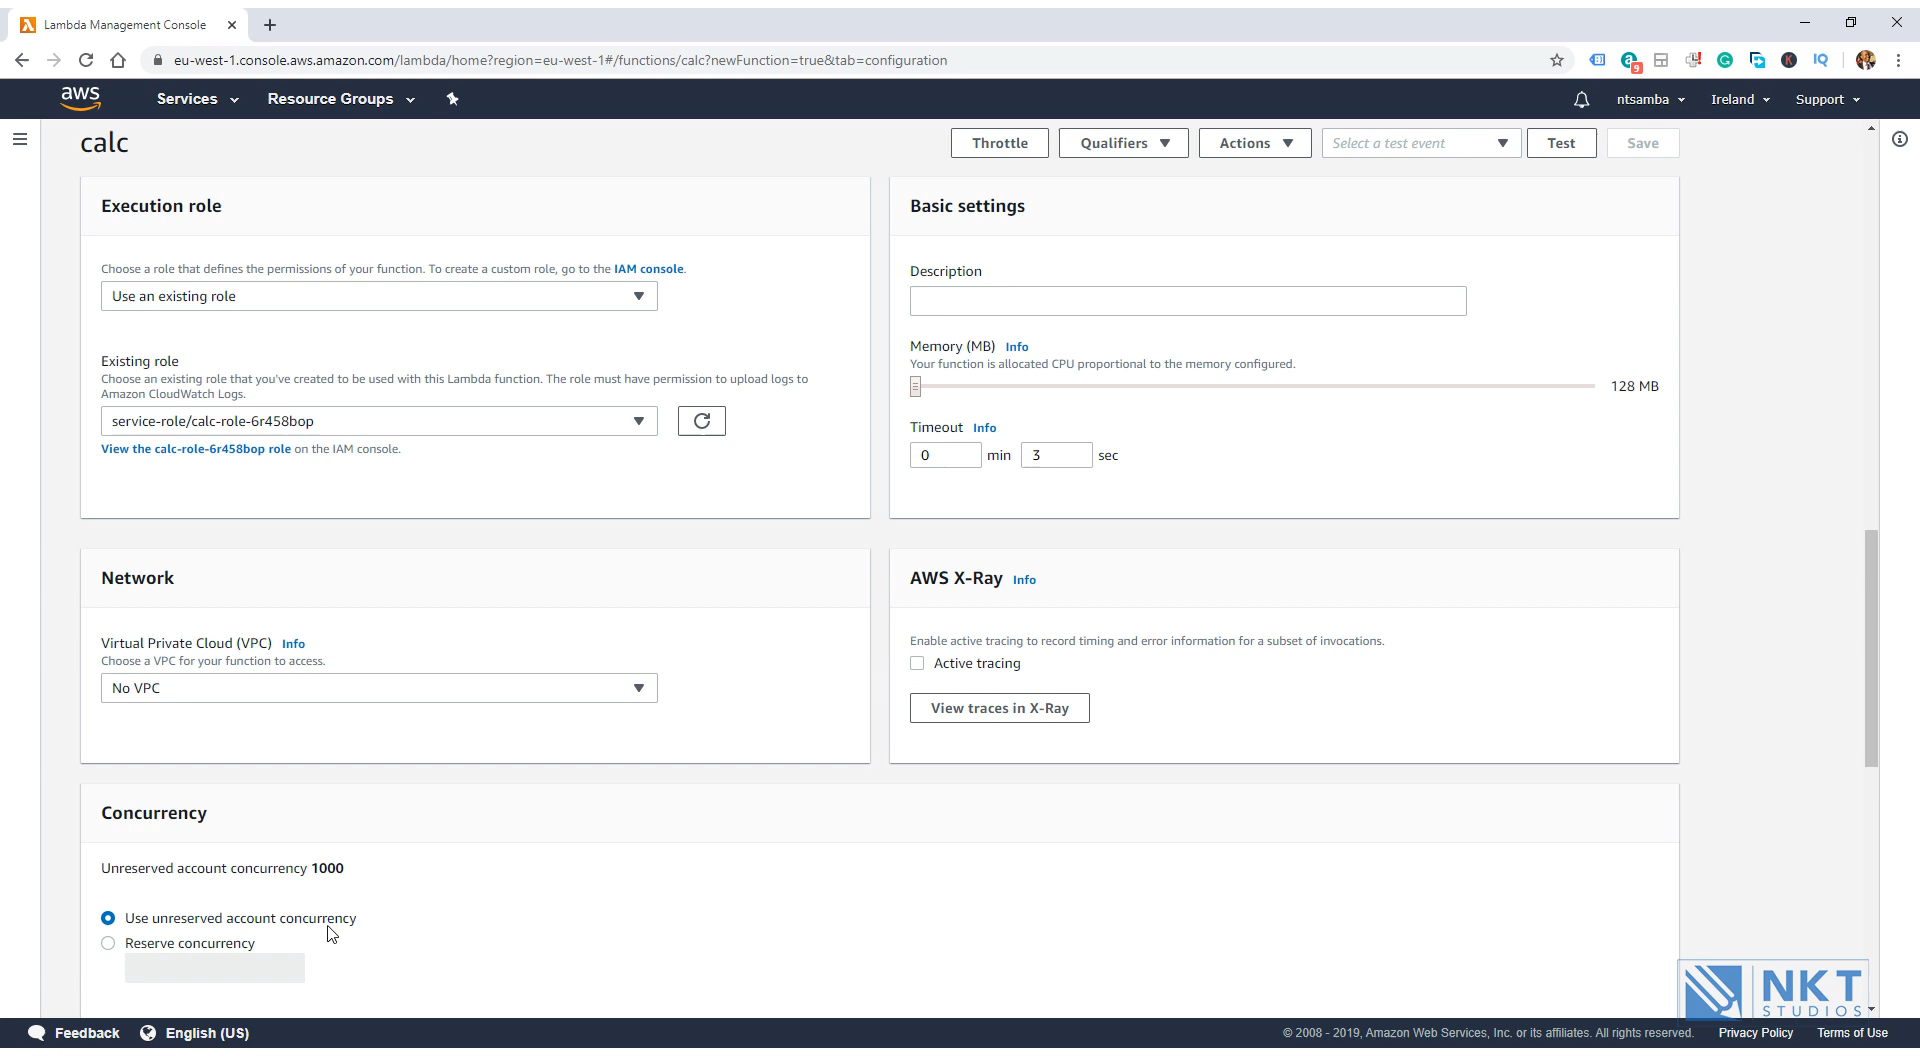 Lambda Management Console
eu-west-1.console.aws.amazon.com/lambda/home?region=eu-west-1#/functions/calc?newFunction=true&tab=configuration
9
G
K
IQ
aws
Services
Resource Groups
ntsamba
Ireland
Support
calc
Throttle
Qualifiers
Actions
Select a test event
Test
Save
Execution role
Choose a role that defines the permissions of your function. To create a custom role, go to the IAM console.
Use an existing role
Existing role
Choose an existing role that you've created to be used with this Lambda function. The role must have permission to upload logs to
Amazon CloudWatch Logs.
service-role/calc-role-6r458bop
View the calc-role-6r458bop role on the IAM console.
Basic settings
Description
Memory (MB) Info
Your function is allocated CPU proportional to the memory configured.
128 MB
Timeout Info
0 min 3 sec
Network
Virtual Private Cloud (VPC) Info
Choose a VPC for your function to access.
No VPC
AWS X-Ray Info
Enable active tracing to record timing and error information for a subset of invocations.
Active tracing
View traces in X-Ray
Concurrency
Unreserved account concurrency 1000
Use unreserved account concurrency
Reserve concurrency
NKT
STUDIOS
Feedback
English (US)
© 2008 - 2019, Amazon Web Services, Inc. or its affiliates. All rights reserved.
Privacy Policy
Terms of Use